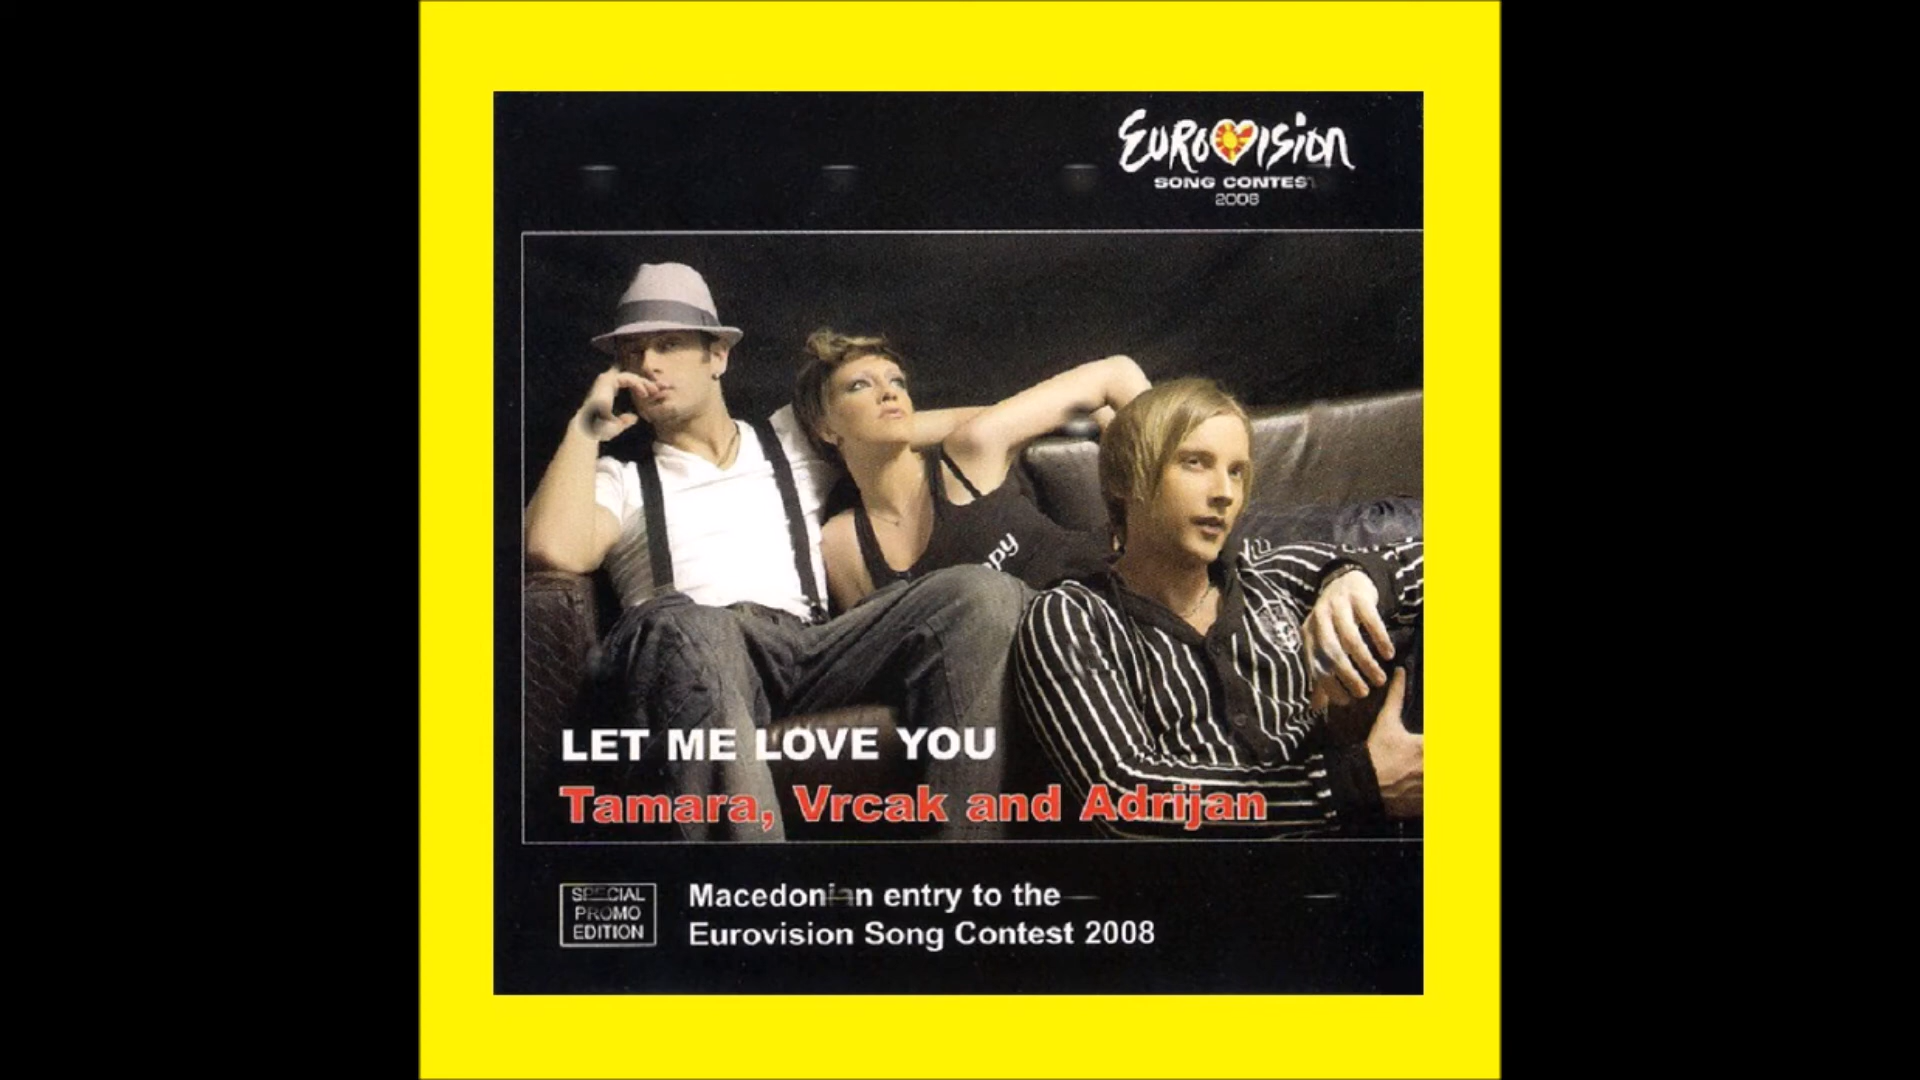 EUROVISION
SONG CONTEST
2008
PY
LET ME LOVE YOU
Tamara, Vrcak and Adrijan
SPECIAL
PROMO
EDITION
Macedonian entry to the
Eurovision Song Contest 2008